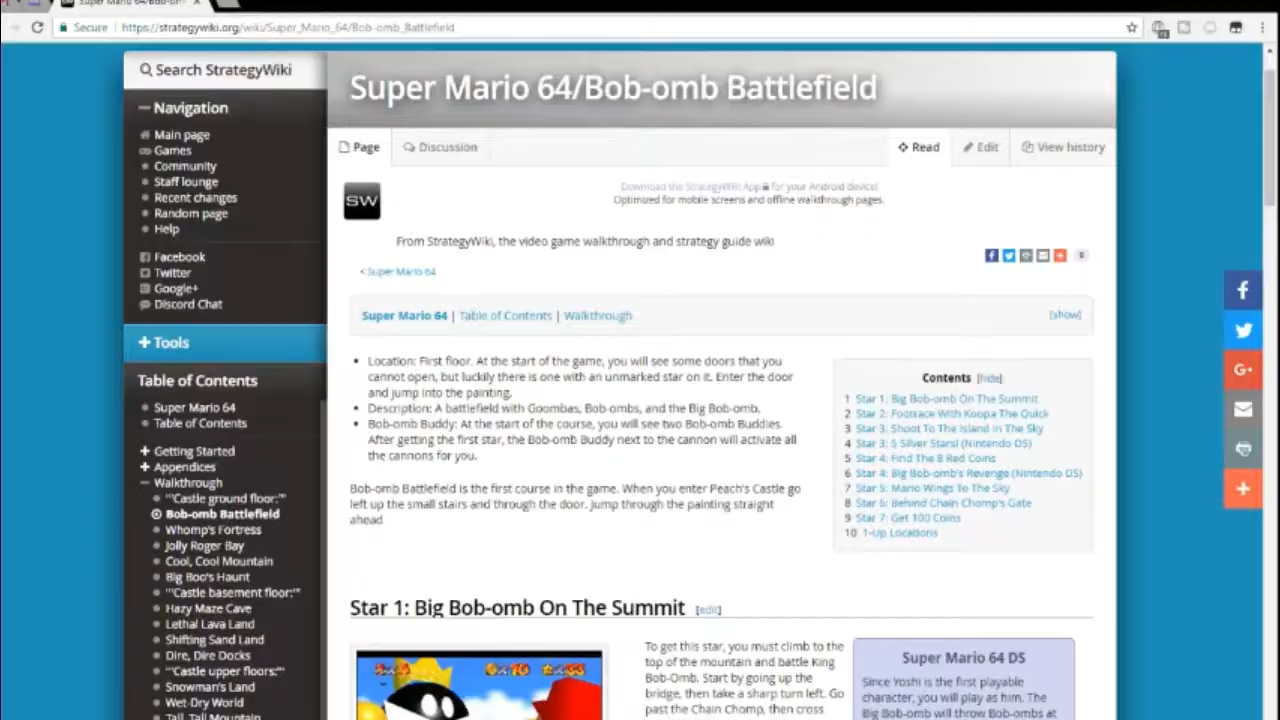 Super Mario 64/Bob-om
Secure
https://strategywiki.org/wiki/Super_Mario_64/Bob-omb_Battlefield
Search StrategyWiki
Navigation
Main page
Games
Community
Staff lounge
Recent changes
Random page
Help
Facebook
Twitter
Google+
Discord Chat
Tools
Table of Contents
Super Mario 64
Table of Contents
Getting Started
Appendices
Walkthrough
'"Castle ground floor:"'
Bob-omb Battlefield
Whomp's Fortress
Jolly Roger Bay
Cool, Cool Mountain
Big Boo's Haunt
'"Castle basement floor:"'
Hazy Maze Cave
Lethal Lava Land
Shifting Sand Land
Dire, Dire Docks
'"Castle upper floors:"'
Snowman's Land
Wet-Dry World
Tall, Tall Mountain
Super Mario 64/Bob-omb Battlefield
Page
Discussion
Read
Edit
View history
SW
Download the StrategyWiki App for your Android device!
Optimized for mobile screens and offline walkthrough pages.
From StrategyWiki, the video game walkthrough and strategy guide wiki
< Super Mario 64
Super Mario 64 | Table of Contents | Walkthrough
[show]
Location: First floor. At the start of the game, you will see some doors that you
cannot open, but luckily there is one with an unmarked star on it. Enter the door
and jump into the painting.
Description: A battlefield with Goombas, Bob-ombs, and the Big Bob-omb.
Bob-omb Buddy: At the start of the course, you will see two Bob-omb Buddies.
After getting the first star, the Bob-omb Buddy next to the cannon will activate all
the cannons for you.
Bob-omb Battlefield is the first course in the game. When you enter Peach's Castle go
left up the small stairs and through the door. Jump through the painting straight
ahead.
Contents [hide]
1 Star 1: Big Bob-omb On The Summit
2 Star 2: Footrace With Koopa The Quick
3 Star 3: Shoot To The Island In The Sky
4 Star 3: 5 Silver Stars! (Nintendo DS)
5 Star 4: Find The 8 Red Coins
6 Star 4: Big Bob-omb's Revenge (Nintendo DS)
7 Star 5: Mario Wings To The Sky
8 Star 6: Behind Chain Chomp's Gate
9 Star 7: Get 100 Coins
10 1-Up Locations
Star 1: Big Bob-omb On The Summit [edit]
To get this star, you must climb to the
top of the mountain and battle King
Bob-Omb. Start by going up the
bridge, then take a sharp turn left. Go
past the Chain Chomp, then cross
Super Mario 64 DS
Since Yoshi is the first playable
character, you will play as him. The
Big Bob-omb will throw Bob-ombs at